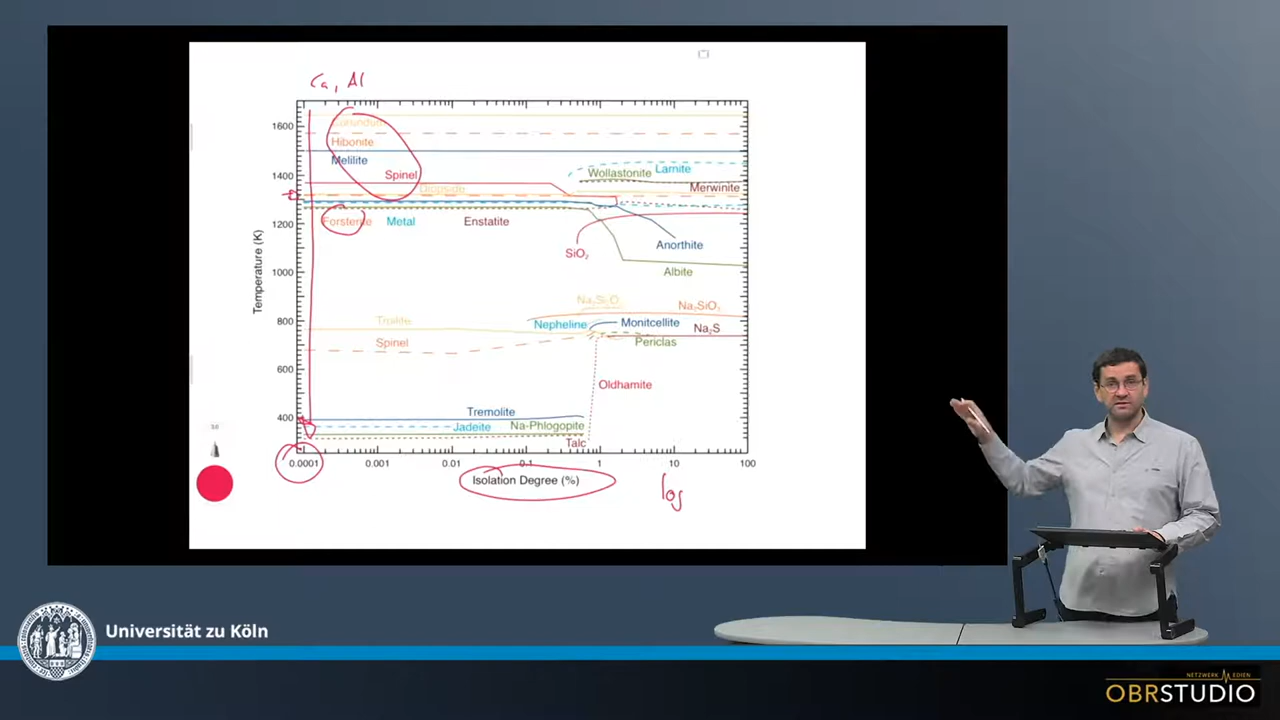 Ca, Al
1600
Corundum
Hibonite
Melilite
1400
Spinel
Wollastonite
Larnite
Diopside
Merwinite
1200
Forsterite
Metal
Enstatite
SiO2
Anorthite
1000
Albite
Temperature (K)
Na2Si2O5
Na2SiO3
800
Troilite
Nepheline
Montcellite
Na2S
Spinel
Periclas
600
Oldhamite
400
Tremolite
Jadeite
Na-Phlogopite
Talc
0.0001
0.001
0.01
0.1
1
10
100
Isolation Degree (%)
log
Universität zu Köln
NETZWERK MEDIEN
OBRSTUDIO